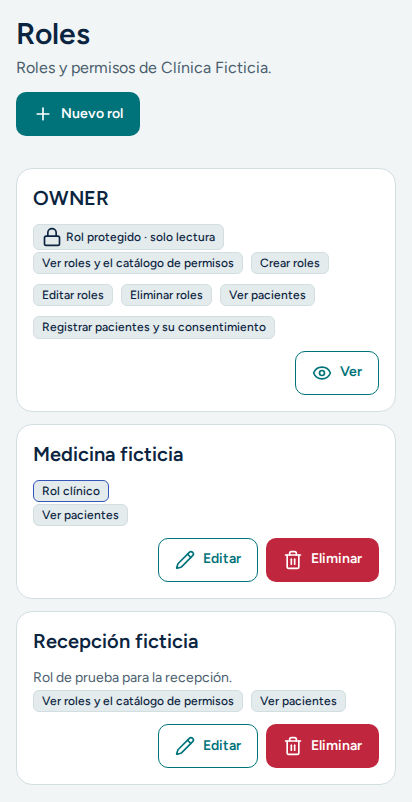 Roles
Roles y permisos de Clínica Ficticia.
Nuevo rol
OWNER
Rol protegido · solo lectura
Ver roles y el catálogo de permisos Crear roles
Editar roles Eliminar roles Ver pacientes
Registrar pacientes y su consentimiento
Ver
Medicina ficticia
Rol clínico
Ver pacientes
Editar Eliminar
Recepción ficticia
Rol de prueba para la recepción.
Ver roles y el catálogo de permisos Ver pacientes
Editar Eliminar